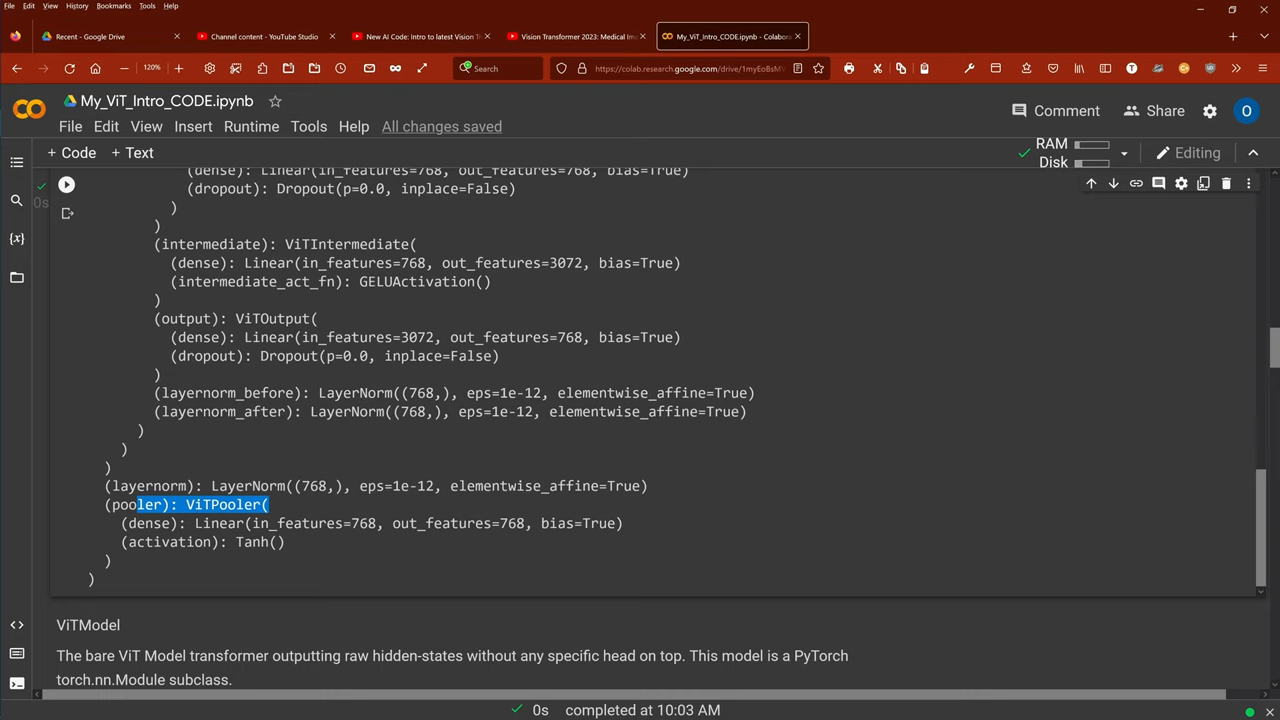 File Edit View History Bookmarks Tools Help
Recent - Google Drive
Channel content - YouTube Studio
New AI Code: Intro to latest Vision T
Vision Transformer 2023: Medical Im
My_ViT_Intro_CODE.ipynb - Colabora
120%
Search
https://colab.research.google.com/drive/1myEoBsM
My_ViT_Intro_CODE.ipynb
Comment Share O
File Edit View Insert Runtime Tools Help All changes saved
+ Code + Text
RAM
Disk
Editing
(dense): Linear(in_features=768, out_features=768, bias=True)
(dropout): Dropout(p=0.0, inplace=False)
0s
)
)
(intermediate): ViTIntermediate(
(dense): Linear(in_features=768, out_features=3072, bias=True)
(intermediate_act_fn): GELUActivation()
)
(output): ViTOutput(
(dense): Linear(in_features=3072, out_features=768, bias=True)
(dropout): Dropout(p=0.0, inplace=False)
)
(layernorm_before): LayerNorm((768,), eps=1e-12, elementwise_affine=True)
(layernorm_after): LayerNorm((768,), eps=1e-12, elementwise_affine=True)
)
)
)
(layernorm): LayerNorm((768,), eps=1e-12, elementwise_affine=True)
(pooler): ViTPooler(
(dense): Linear(in_features=768, out_features=768, bias=True)
(activation): Tanh()
)
)
ViTModel
The bare ViT Model transformer outputting raw hidden-states without any specific head on top. This model is a PyTorch
torch.nn.Module subclass.
0s completed at 10:03 AM